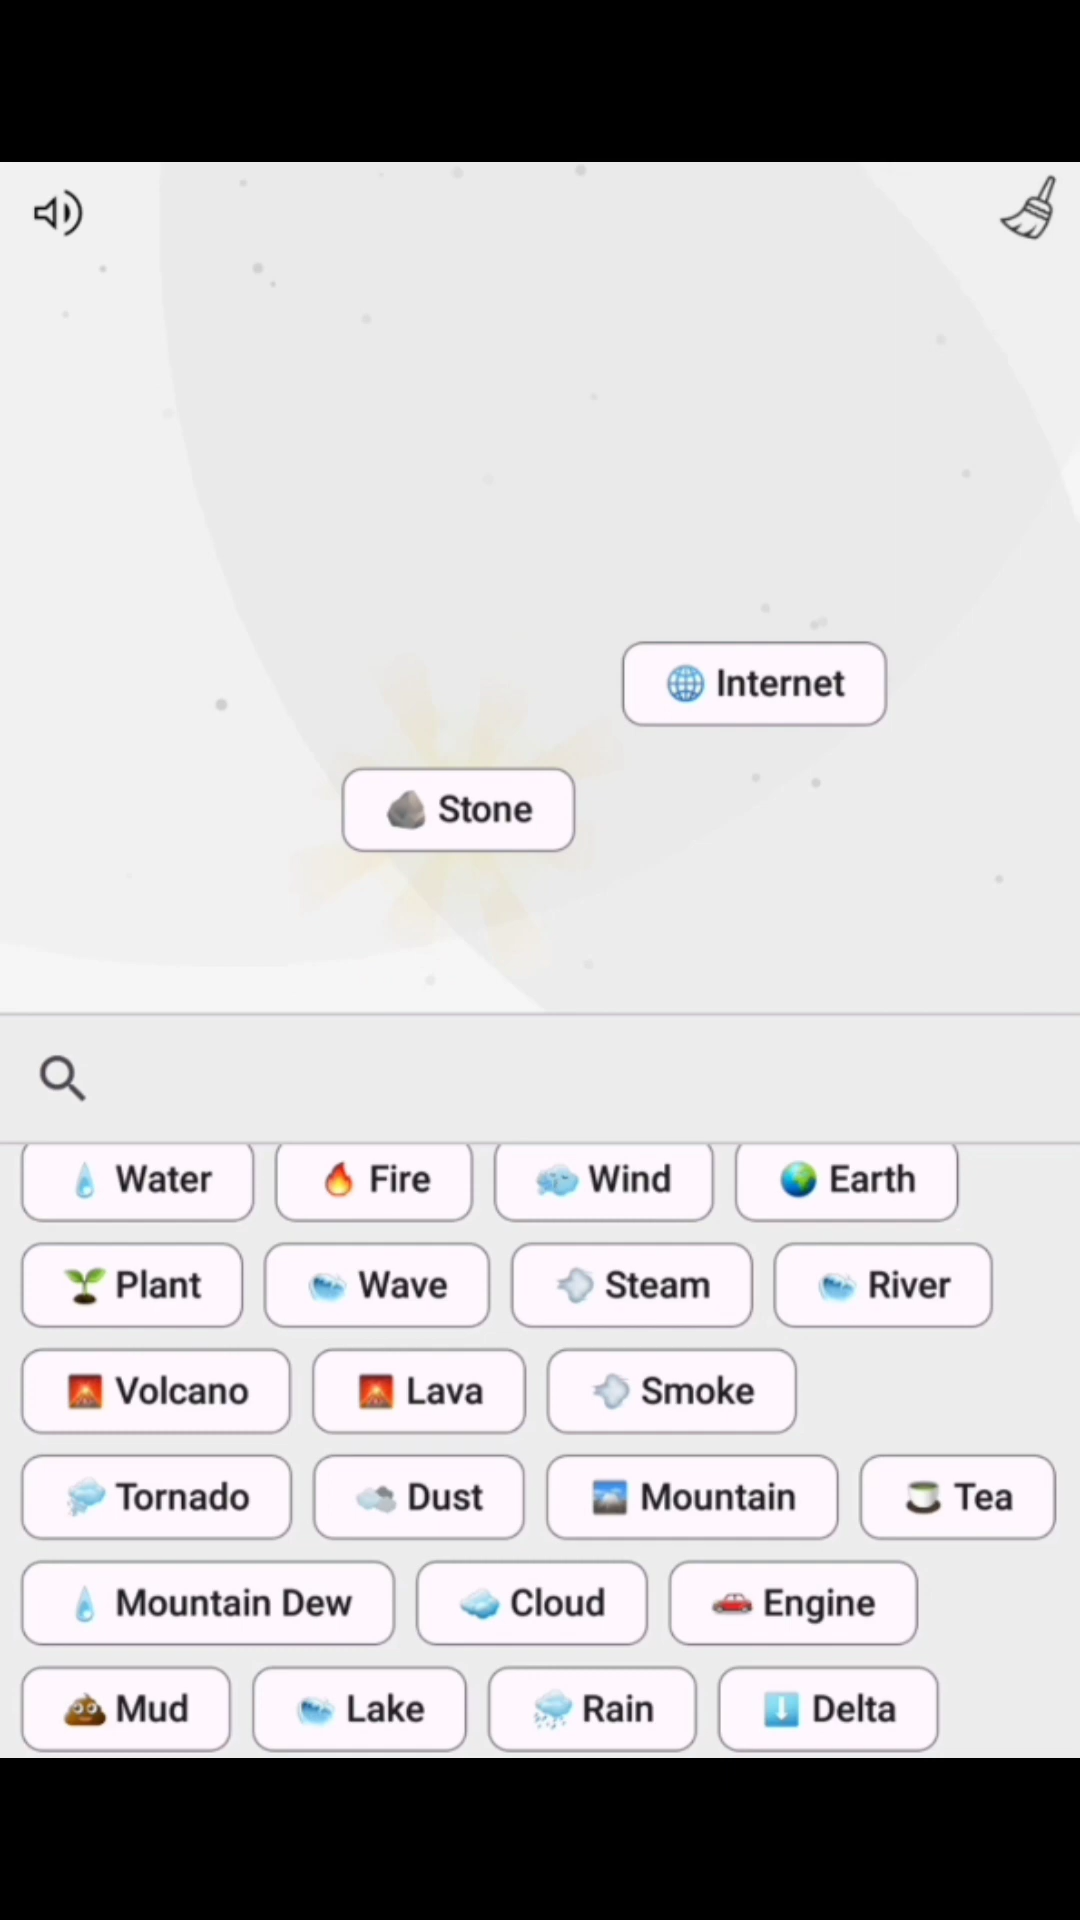 Internet
Stone
Water Fire Wind Earth
Plant Wave Steam River
Volcano Lava Smoke
Tornado Dust Mountain Tea
Mountain Dew Cloud Engine
Mud Lake Rain Delta